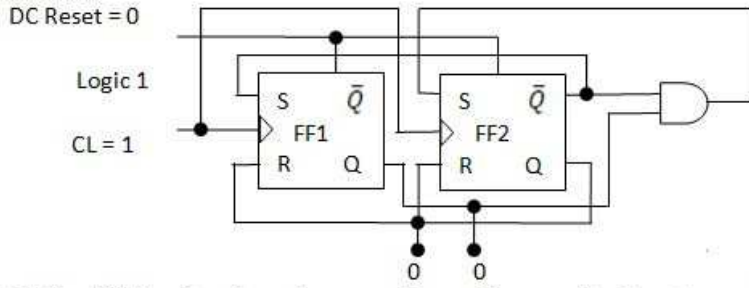 DC Reset = 0
Logic 1
CL = 1
S Q̅
FF1
R Q
S Q̅
FF2
R Q
0 0